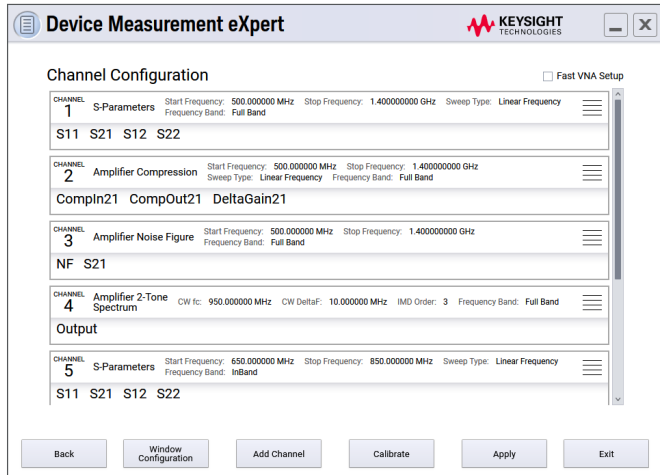 Device Measurement eXpert
KEYSIGHT
TECHNOLOGIES
Channel Configuration
Fast VNA Setup
CHANNEL
1
S-Parameters
Start Frequency: 500.000000 MHz Stop Frequency: 1.400000000 GHz Sweep Type: Linear Frequency
Frequency Band: Full Band
S11 S21 S12 S22
CHANNEL
2
Amplifier Compression
Start Frequency: 500.000000 MHz Stop Frequency: 1.400000000 GHz
Sweep Type: Linear Frequency Frequency Band: Full Band
CompIn21 CompOut21 DeltaGain21
CHANNEL
3
Amplifier Noise Figure
Start Frequency: 500.000000 MHz Stop Frequency: 1.400000000 GHz
Frequency Band: Full Band
NF S21
CHANNEL
4
Amplifier 2-Tone
Spectrum
CW fc: 950.000000 MHz CW DeltaF: 10.000000 MHz IMD Order: 3 Frequency Band: Full Band
Output
CHANNEL
5
S-Parameters
Start Frequency: 650.000000 MHz Stop Frequency: 850.000000 MHz Sweep Type: Linear Frequency
Frequency Band: InBand
S11 S21 S12 S22
Back
Window
Configuration
Add Channel
Calibrate
Apply
Exit